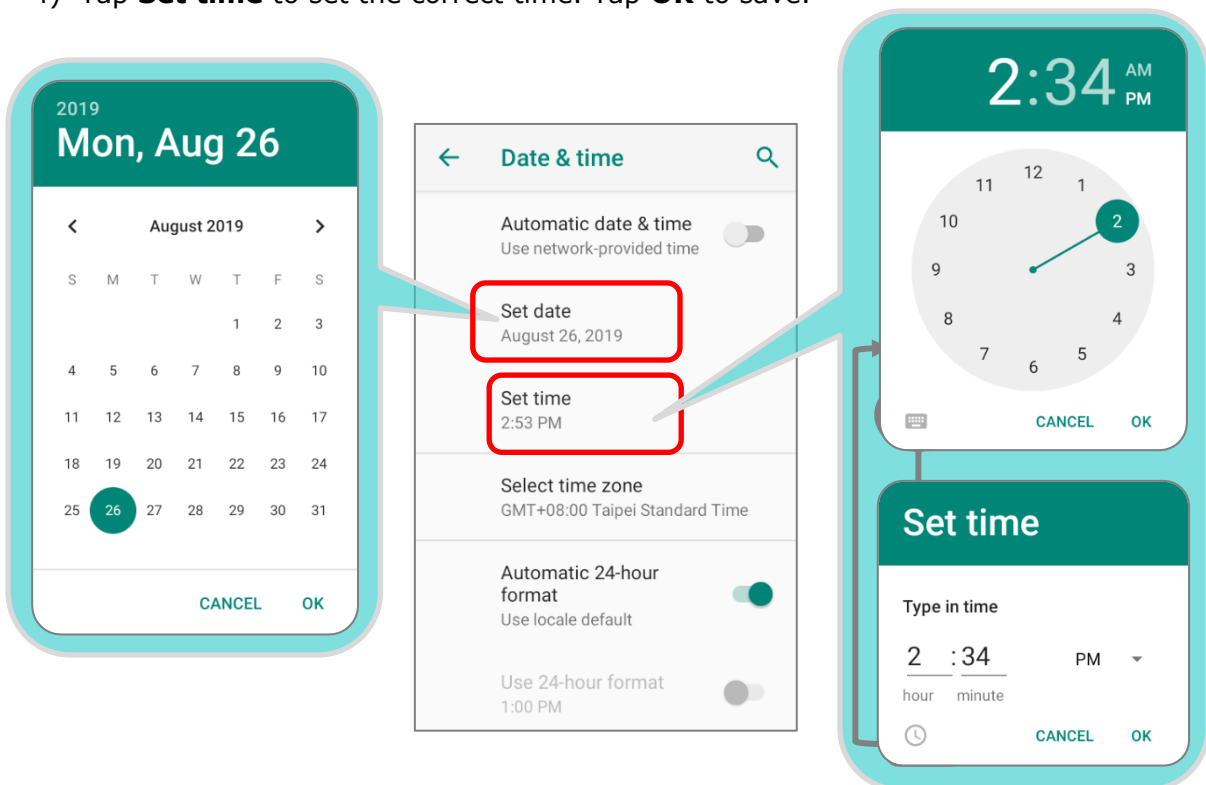 Tap Set time to set the correct time. Tap OK to save.
2019
Mon, Aug 26
August 2019
S M T W T F S
1 2 3
4 5 6 7 8 9 10
11 12 13 14 15 16 17
18 19 20 21 22 23 24
25 26 27 28 29 30 31
CANCEL OK
Date & time
Automatic date & time
Use network-provided time
Set date
August 26, 2019
Set time
2:53 PM
Select time zone
GMT+08:00 Taipei Standard Time
Automatic 24-hour
format
Use locale default
Use 24-hour format
1:00 PM
2:34 AM
PM
12
11 1
10 2
9 3
8 4
7 5
6
CANCEL OK
Set time
Type in time
2 : 34 PM
hour minute
CANCEL OK